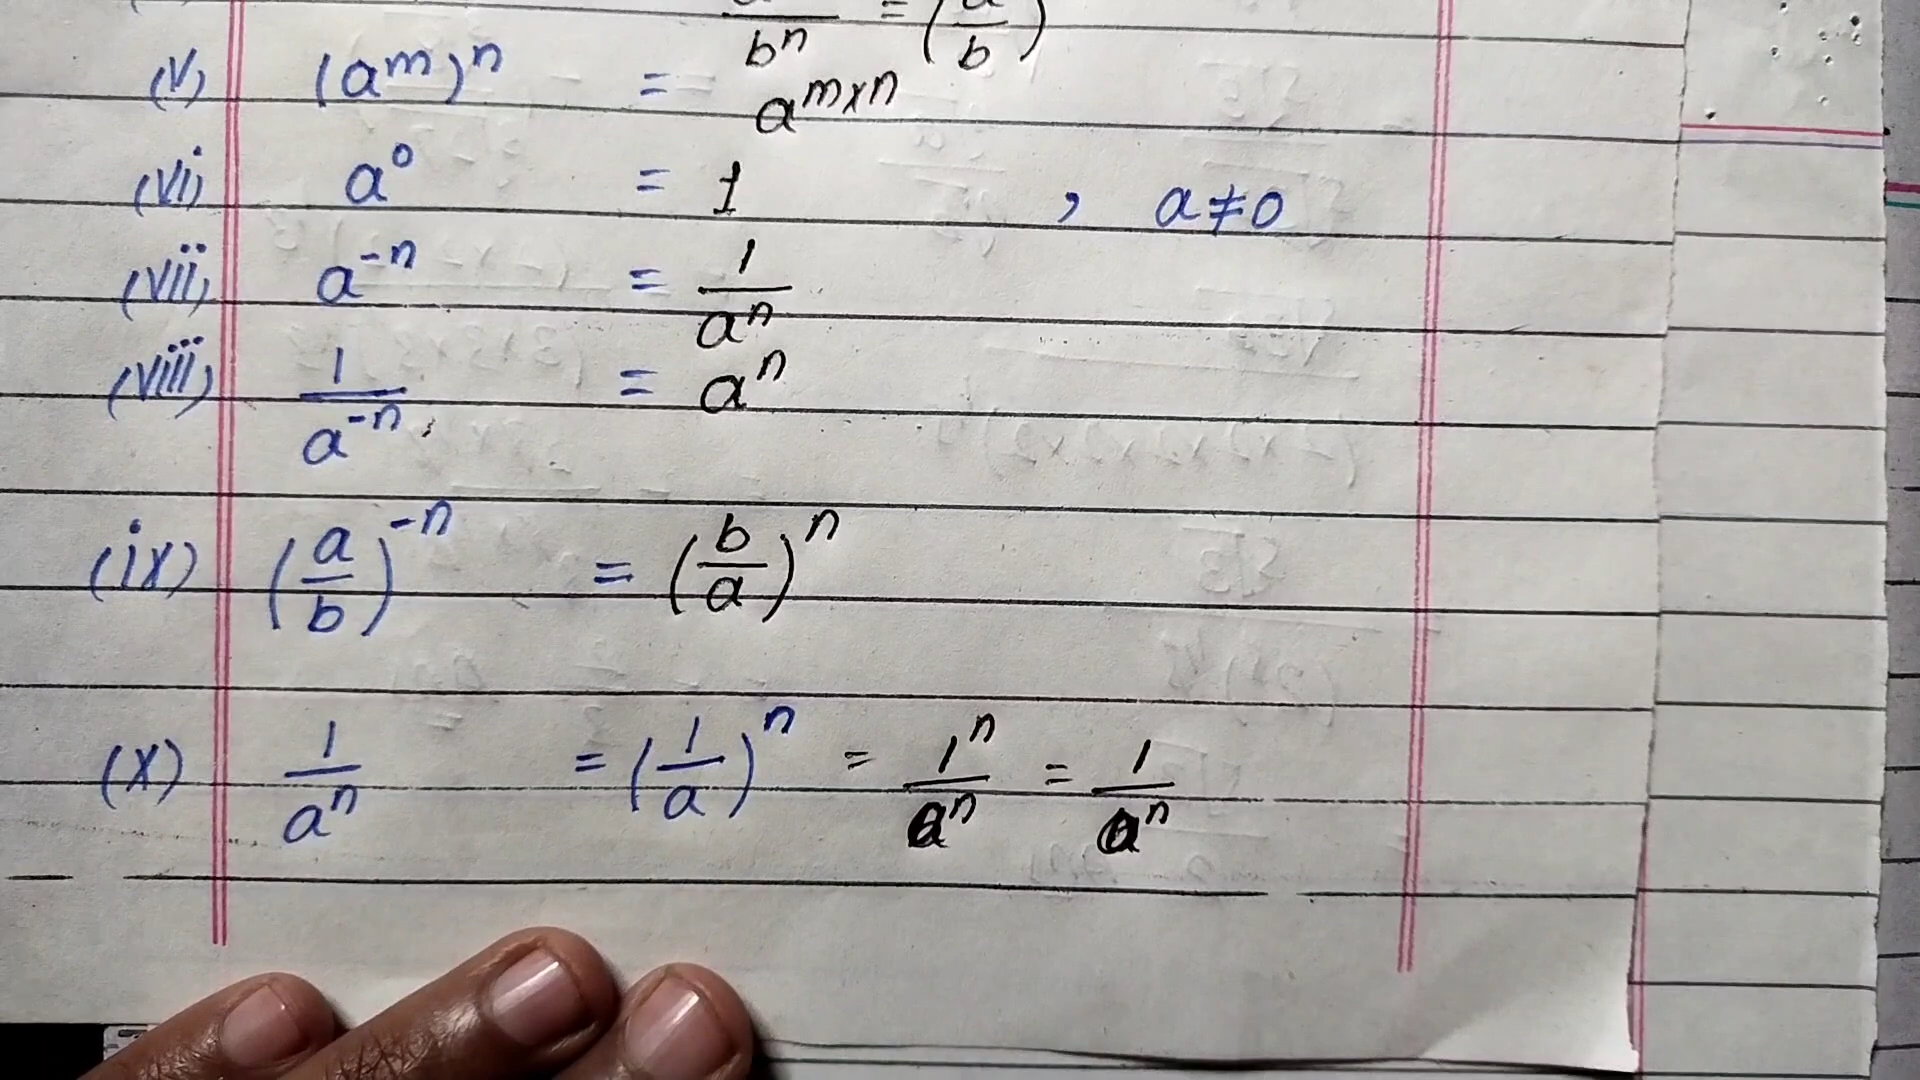 a/bⁿ = (a/b)
(v) (aᵐ)ⁿ = aᵐˣⁿ
(vi) a⁰ = 1 , a ≠ 0
(vii) a⁻ⁿ = 1/aⁿ
(viii) 1/a⁻ⁿ = aⁿ
(ix) (a/b)⁻ⁿ = (b/a)ⁿ
(x) 1/aⁿ = (1/a)ⁿ = 1ⁿ/aⁿ = 1/aⁿ